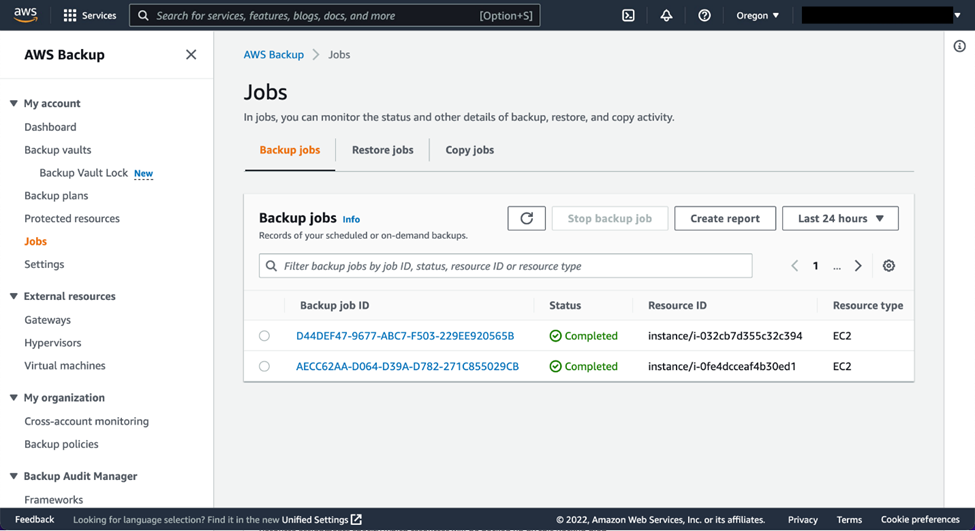 aws
Services
Search for services, features, blogs, docs, and more
[Option+S]
Oregon
AWS Backup
My account
Dashboard
Backup vaults
Backup Vault Lock New
Backup plans
Protected resources
Jobs
Settings
External resources
Gateways
Hypervisors
Virtual machines
My organization
Cross-account monitoring
Backup policies
Backup Audit Manager
Frameworks
AWS Backup > Jobs
Jobs
In jobs, you can monitor the status and other details of backup, restore, and copy activity.
Backup jobs Restore jobs Copy jobs
Backup jobs Info
Records of your scheduled or on-demand backups.
Stop backup job Create report Last 24 hours
Filter backup jobs by job ID, status, resource ID or resource type
1 ...
Backup job ID Status Resource ID Resource type
D44DEF47-9677-ABC7-F503-229EE920565B Completed instance/i-032cb7d355c32c394 EC2
AECC62AA-D064-D39A-D782-271C855029CB Completed instance/i-0fe4dcceaf4b30ed1 EC2
Feedback Looking for language selection? Find it in the new Unified Settings © 2022, Amazon Web Services, Inc. or its affiliates. Privacy Terms Cookie preferences